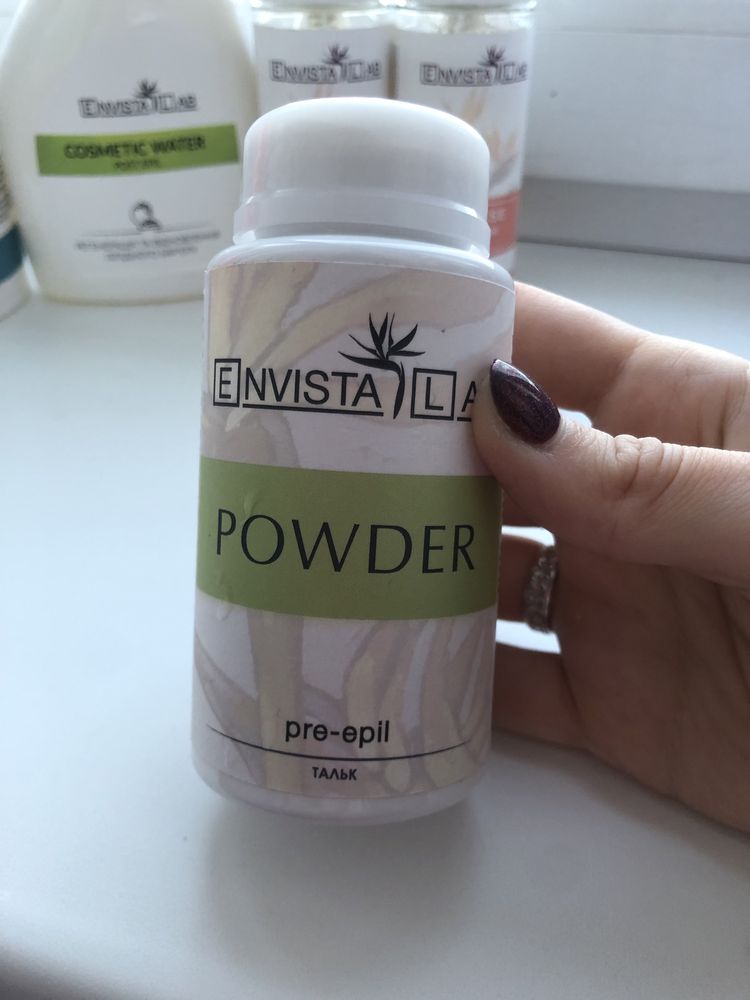 ENVISTA LAB
COSMETIC WATER
ENVISTA LAB
ENVISTA LAB
ENVISTA LA
POWDER
pre-epil
ТАЛЬК